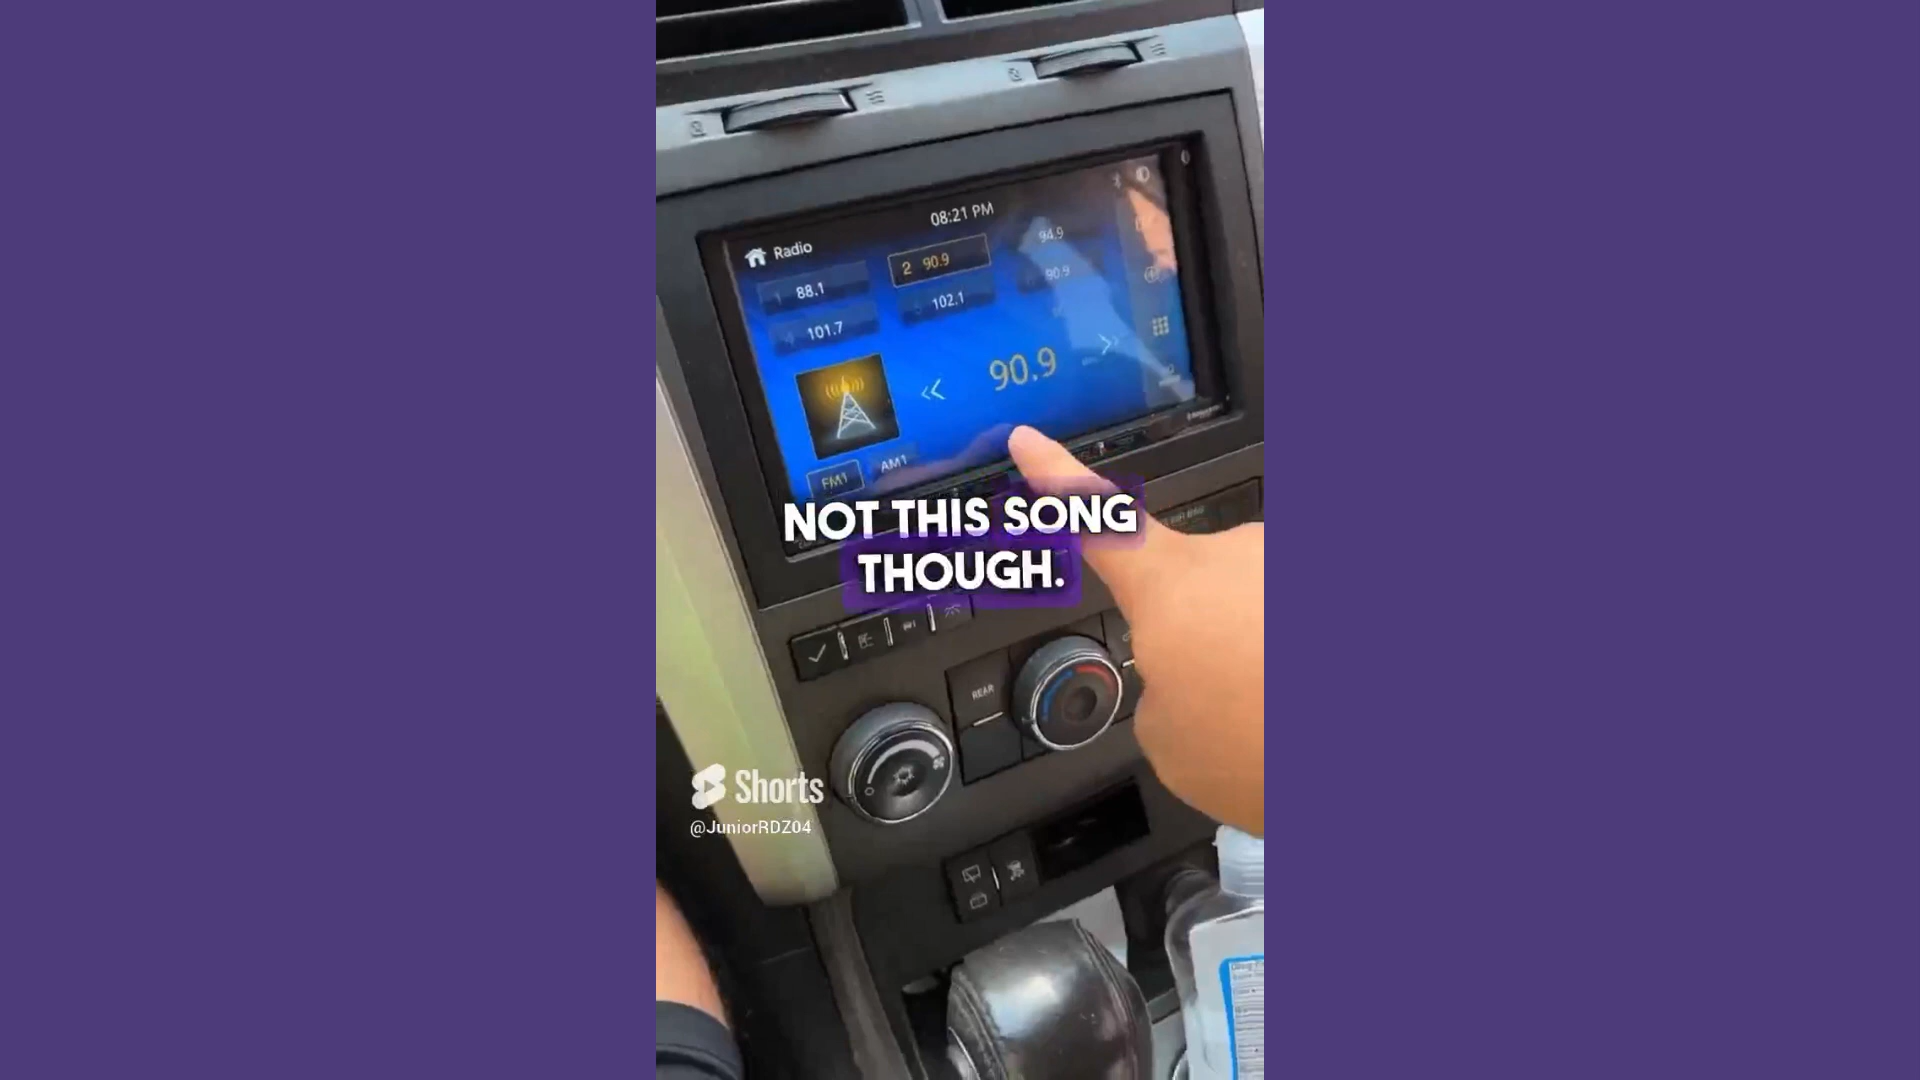 08:21 PM
Radio
1 88.1
2 90.9
94.9
101.7
102.1
90.9
90.9
FM1
AM1
NOT THIS SONG
THOUGH.
REAR
Shorts
@JuniorRDZ04